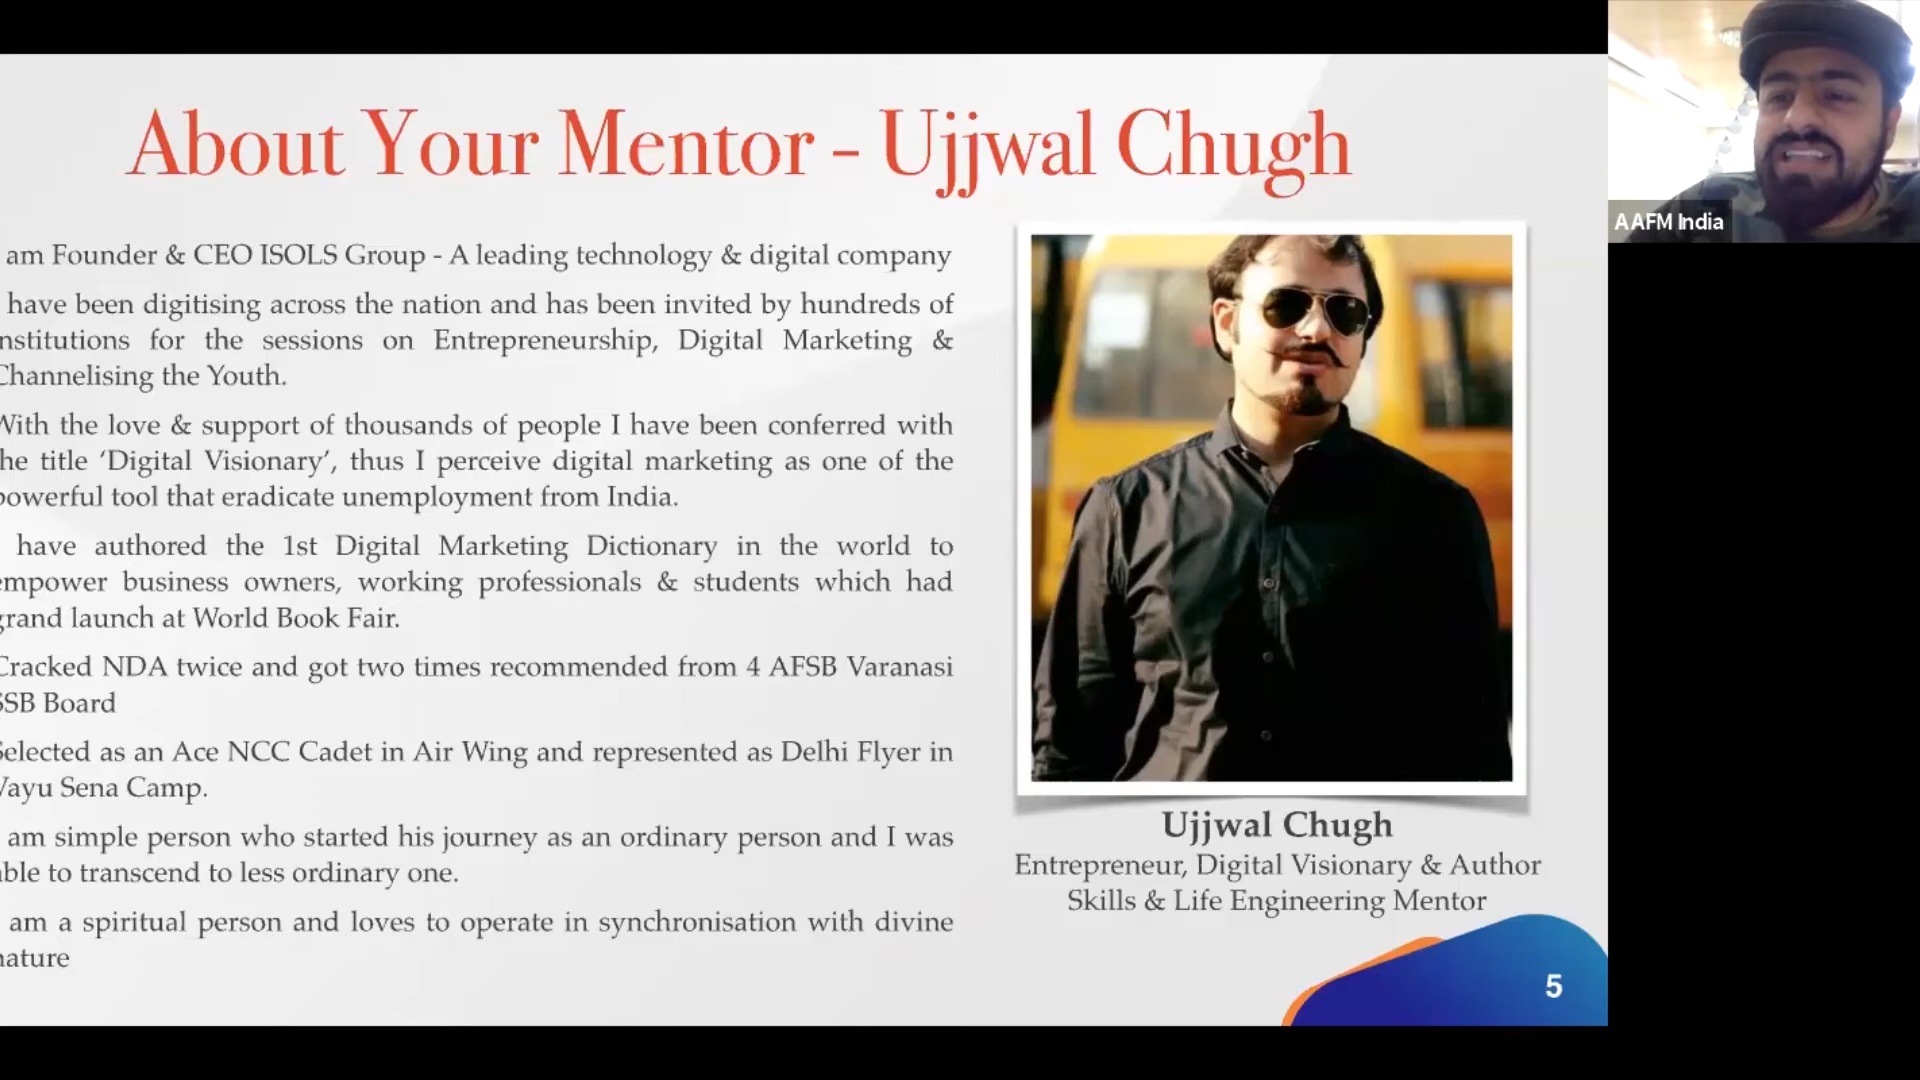 About Your Mentor - Ujjwal Chugh
AAFM India
am Founder & CEO ISOLS Group - A leading technology & digital company
have been digitising across the nation and has been invited by hundreds of
nstitutions for the sessions on Entrepreneurship, Digital Marketing &
Channelising the Youth.
With the love & support of thousands of people I have been conferred with
he title ‘Digital Visionary’, thus I perceive digital marketing as one of the
powerful tool that eradicate unemployment from India.
have authored the 1st Digital Marketing Dictionary in the world to
empower business owners, working professionals & students which had
grand launch at World Book Fair.
Cracked NDA twice and got two times recommended from 4 AFSB Varanasi
SSB Board
Selected as an Ace NCC Cadet in Air Wing and represented as Delhi Flyer in
Vayu Sena Camp.
am simple person who started his journey as an ordinary person and I was
able to transcend to less ordinary one.
am a spiritual person and loves to operate in synchronisation with divine
nature
Ujjwal Chugh
Entrepreneur, Digital Visionary & Author
Skills & Life Engineering Mentor
5